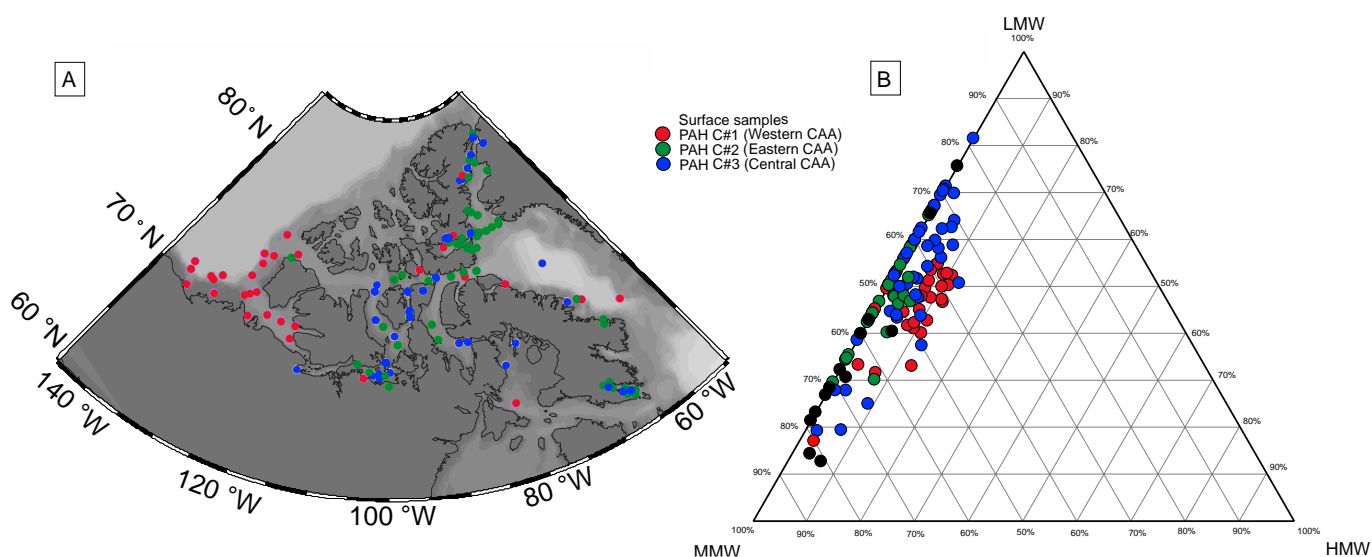 A
80°N
70°N
60°N
140°W
120 °W
100 °W
80 °W
60 °W
Surface samples
PAH C#1 (Western CAA)
PAH C#2 (Eastern CAA)
PAH C#3 (Central CAA)
B
LMW
100%
90% 90%
80% 80%
70% 70%
60% 60%
50% 50%
60% 60%
70% 70%
80% 80%
90% 90%
100% 90% 80% 70% 60% 50% 60% 70% 80% 90% 100%
MMW HMW